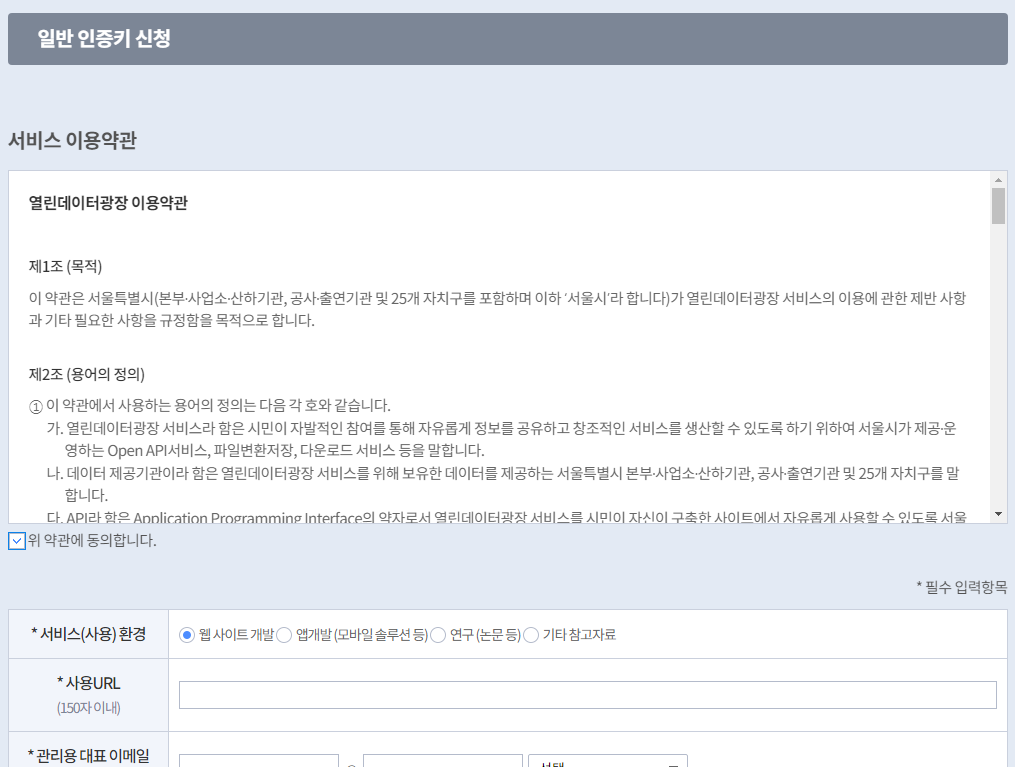 일반 인증키 신청
서비스 이용약관
열린데이터광장 이용약관
제1조 (목적)
이 약관은 서울특별시(본부·사업소·산하기관, 공사·출연기관 및 25개 자치구를 포함하며 이하 ‘서울시’라 합니다)가 열린데이터광장 서비스의 이용에 관한 제반 사항
과 기타 필요한 사항을 규정함을 목적으로 합니다.
제2조 (용어의 정의)
① 이 약관에서 사용하는 용어의 정의는 다음 각 호와 같습니다.
가. 열린데이터광장 서비스라 함은 시민이 자발적인 참여를 통해 자유롭게 정보를 공유하고 창조적인 서비스를 생산할 수 있도록 하기 위하여 서울시가 제공·운
영하는 Open API서비스, 파일변환저장, 다운로드 서비스 등을 말합니다.
나. 데이터 제공기관이라 함은 열린데이터광장 서비스를 위해 보유한 데이터를 제공하는 서울특별시 본부·사업소·산하기관, 공사·출연기관 및 25개 자치구를 말
합니다.
다. API라 함은 Application Programming Interface의 약자로서 열린데이터광장 서비스를 시민이 자신이 구축한 사이트에서 자유롭게 사용할 수 있도록 서울
위 약관에 동의합니다.
* 필수 입력항목
* 서비스(사용) 환경 웹 사이트 개발 앱개발 (모바일 솔루션 등) 연구 (논문 등) 기타 참고자료
* 사용URL
(150자 이내)
* 관리용 대표 이메일
@ 선택